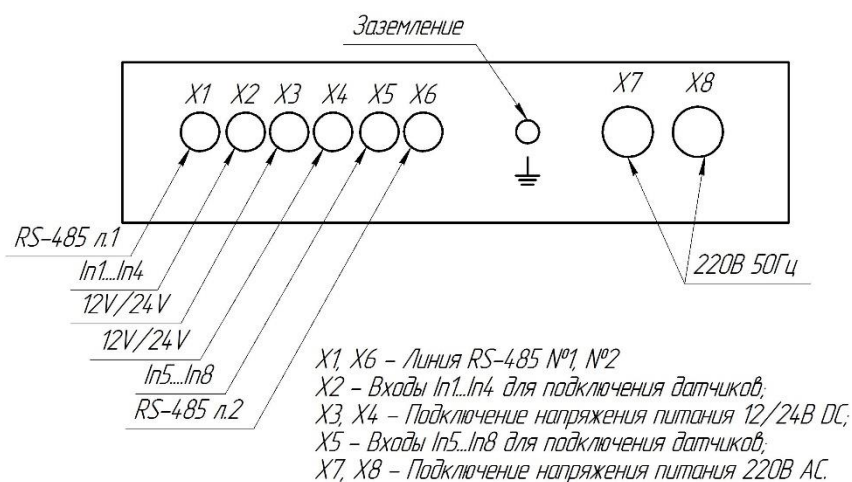 Заземление
X1 X2 X3 X4 X5 X6 X7 X8
RS-485 л.1
In1...In4
12V/24V
12V/24V
In5....In8
RS-485 л.2
220В 50Гц
X1, X6 – Линия RS-485 №1, №2
X2 – Входы In1...In4 для подключения датчиков;
X3, X4 – Подключение напряжения питания 12/24В DC;
X5 – Входы In5...In8 для подключения датчиков;
X7, X8 – Подключение напряжения питания 220В AC.